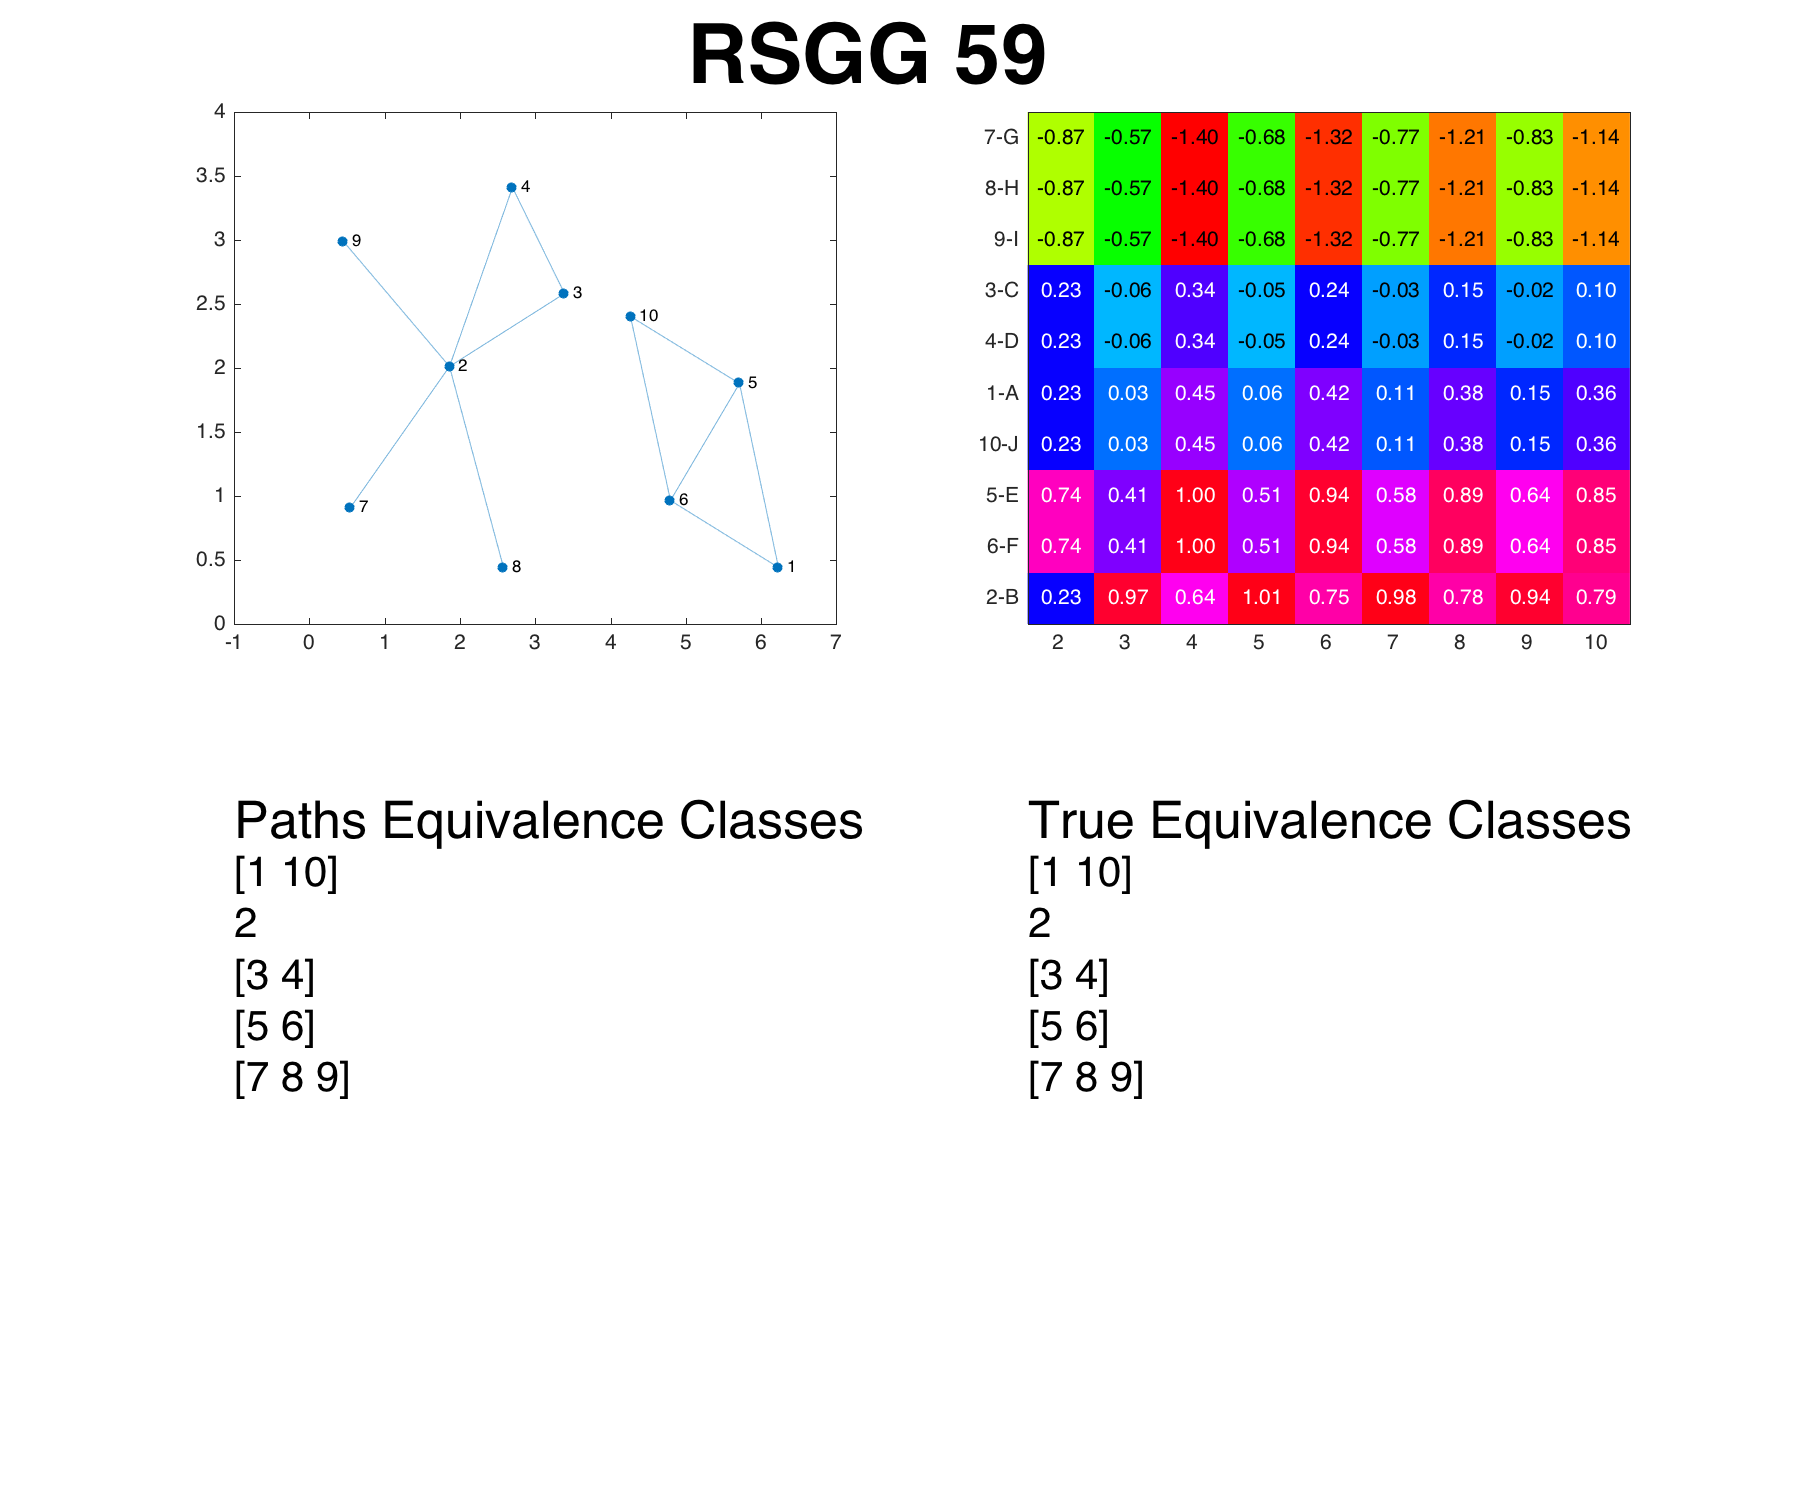 RSGG 59
4
3.5
3
2.5
2
1.5
1
0.5
0
-1 0 1 2 3 4 5 6 7
4
9
3
10
2
5
6
7
8
1
7-G -0.87 -0.57 -1.40 -0.68 -1.32 -0.77 -1.21 -0.83 -1.14
8-H -0.87 -0.57 -1.40 -0.68 -1.32 -0.77 -1.21 -0.83 -1.14
9-I -0.87 -0.57 -1.40 -0.68 -1.32 -0.77 -1.21 -0.83 -1.14
3-C 0.23 -0.06 0.34 -0.05 0.24 -0.03 0.15 -0.02 0.10
4-D 0.23 -0.06 0.34 -0.05 0.24 -0.03 0.15 -0.02 0.10
1-A 0.23 0.03 0.45 0.06 0.42 0.11 0.38 0.15 0.36
10-J 0.23 0.03 0.45 0.06 0.42 0.11 0.38 0.15 0.36
5-E 0.74 0.41 1.00 0.51 0.94 0.58 0.89 0.64 0.85
6-F 0.74 0.41 1.00 0.51 0.94 0.58 0.89 0.64 0.85
2-B 0.23 0.97 0.64 1.01 0.75 0.98 0.78 0.94 0.79
2 3 4 5 6 7 8 9 10
Paths Equivalence Classes
[1 10]
2
[3 4]
[5 6]
[7 8 9]
True Equivalence Classes
[1 10]
2
[3 4]
[5 6]
[7 8 9]